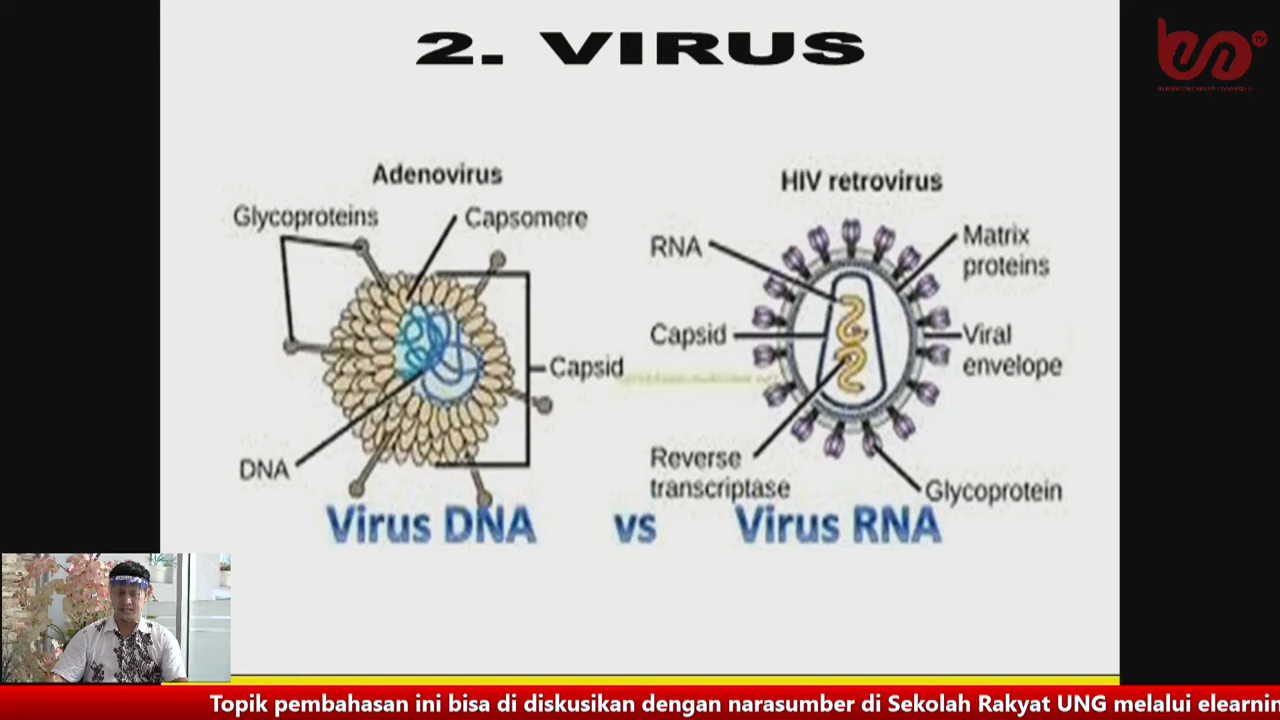 2. VIRUS
TV
Adenovirus
Glycoproteins
Capsomere
Capsid
DNA
HIV retrovirus
RNA
Matrix
proteins
Capsid
Viral
envelope
Reverse
transcriptase
Glycoprotein
Virus DNA vs Virus RNA
Topik pembahasan ini bisa di diskusikan dengan narasumber di Sekolah Rakyat UNG melalui elearnin